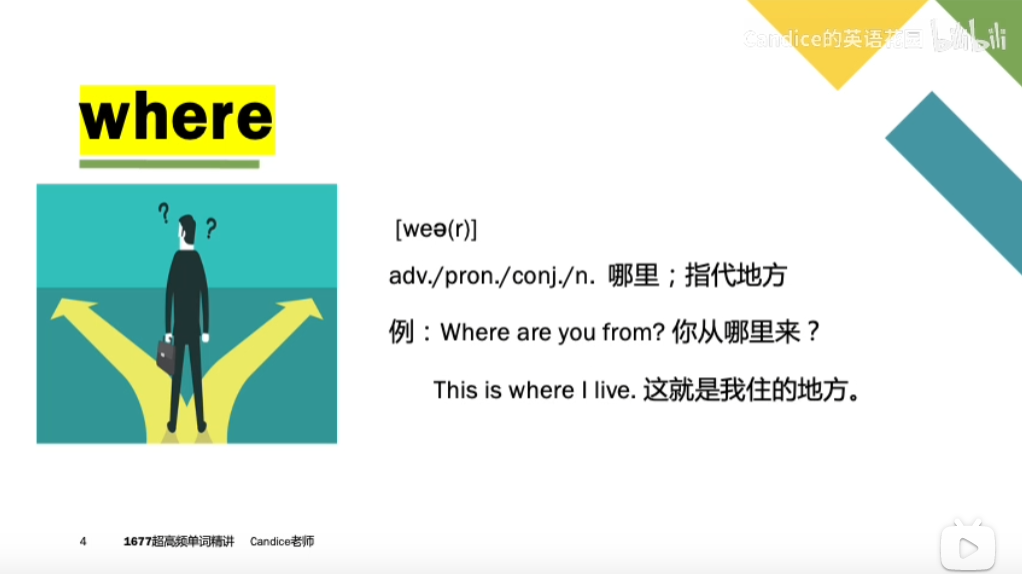 Candice的英语花园 bilibili
where
? ?
[weə(r)]
adv./pron./conj./n. 哪里；指代地方
例：Where are you from? 你从哪里来？
This is where I live. 这就是我住的地方。
4 1677超高频单词精讲 Candice老师